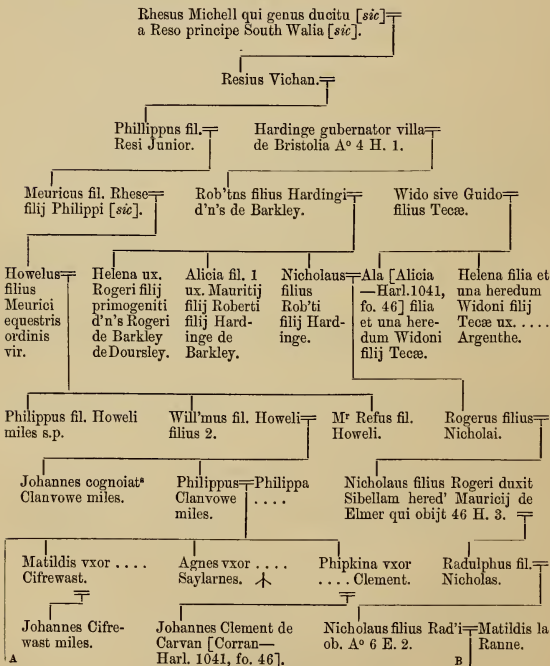 Rhesus Michell qui genus ducitu [sic]
a Reso principe South Walia [sic].
Resius Vichan.
Phillippus fil.
Resi Junior.
Hardinge gubernator villa
de Bristolia Aº 4 H. 1.
Meuricus fil. Rhese
filij Philippi [sic].
Rob'tus filius Hardingi
d'n's de Barkley.
Wido sive Guido
filius Tecæ.
Howelus
filius
Meurici
equestris
ordinis
vir.
Helena ux.
Rogeri filij
primogeniti
d'n's Rogeri
de Barkley
de Doursley.
Alicia fil. 1
ux. Mauritij
filij Roberti
filij Hard-
inge de
Barkley.
Nicholaus
filius
Rob'ti
filij Hard-
inge.
Ala [Alicia
—Harl. 1041,
fo. 46] filia
et una here-
dum Widoni
filij Tecæ.
Helena filia et
una heredum
Widoni filij
Tecæ ux. . . . .
Argenthe.
Philippus fil. Howeli
miles s.p.
Will'mus fil. Howeli
filius 2.
Mr Refus fil.
Howeli.
Rogerus filius
Nicholai.
Johannes cognoiatˢ
Clanvowe miles.
Philippus
Clanvowe
miles.
Philippa
. . . .
Nicholaus filius Rogeri duxit
Sibellam hered' Mauricij de
Elmer qui obijt 46 H. 3.
Matildis vxor . . . .
Cifrewast.
Agnes vxor . . . .
Saylarnes.
Phipkina vxor
. . . . Clement.
Radulphus fil.
Nicholas.
Johannes Cifre-
wast miles.
Johannes Clement de
Carvan [Corran—
Harl. 1041, fo. 46].
Nicholaus filius Rad'i
ob. Aº 6 E. 2.
Matildis la
Ranne.
A
B